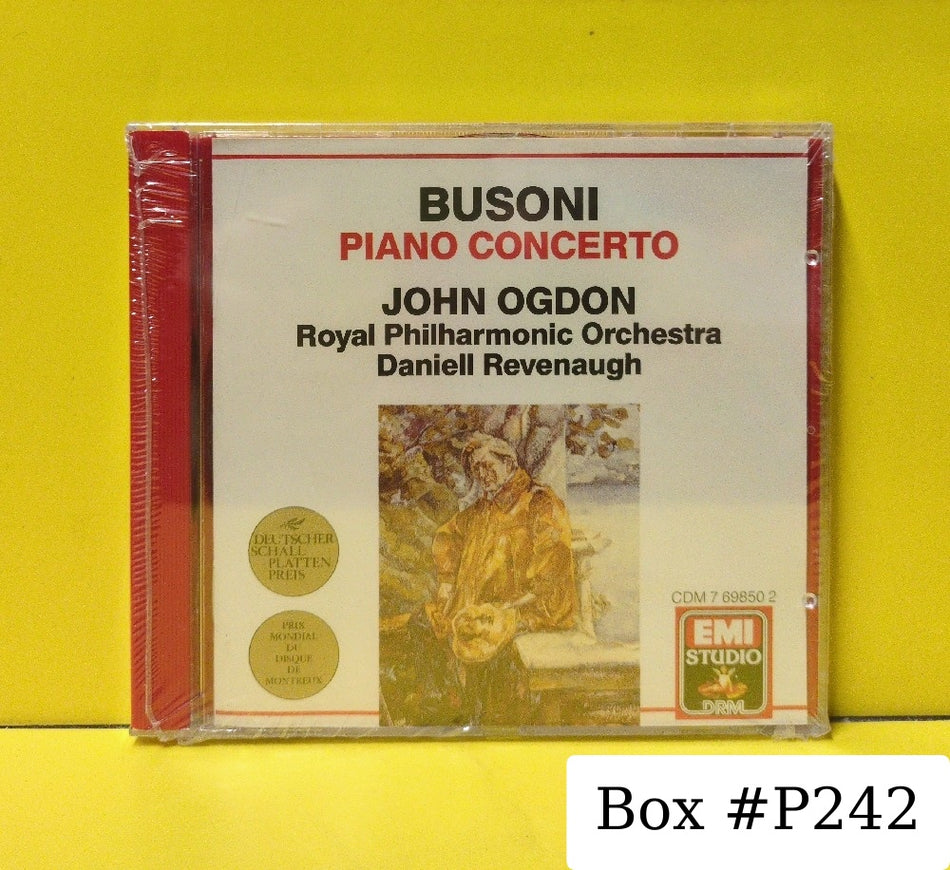 BUSONI
PIANO CONCERTO
JOHN OGDON
Royal Philharmonic Orchestra
Daniell Revenaugh
DEUTSCHER
SCHALL
PLATTEN
PREIS
PRIX
MONDIAL
DU
DISQUE
DE
MONTREUX
CDM 7 69850 2
EMI
STUDIO
DRM
Box #P242